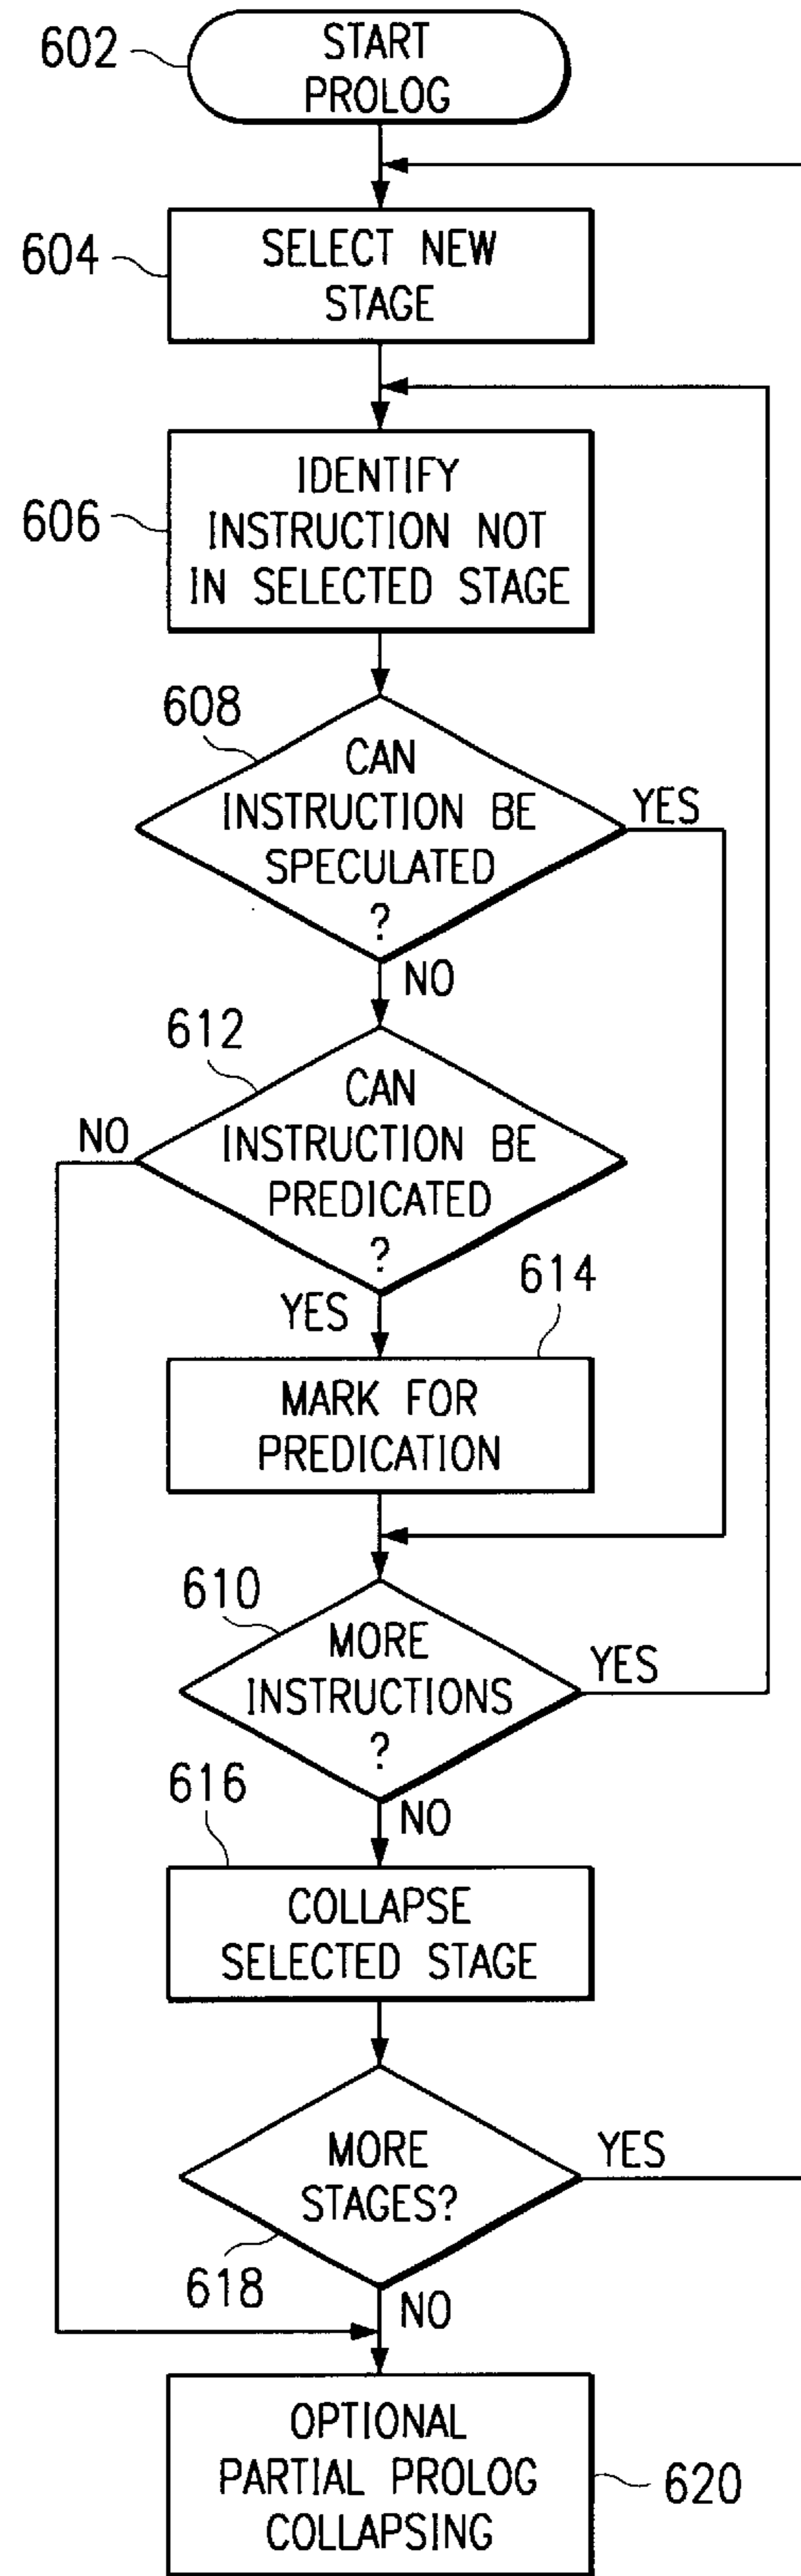 602
START
PROLOG
604
SELECT NEW
STAGE
606
IDENTIFY
INSTRUCTION NOT
IN SELECTED STAGE
608
CAN
INSTRUCTION BE
SPECULATED
?
YES
NO
612
CAN
INSTRUCTION BE
PREDICATED
?
NO
YES
614
MARK FOR
PREDICATION
610
MORE
INSTRUCTIONS
?
YES
NO
616
COLLAPSE
SELECTED STAGE
MORE
STAGES?
YES
618
NO
OPTIONAL
PARTIAL PROLOG
COLLAPSING
620